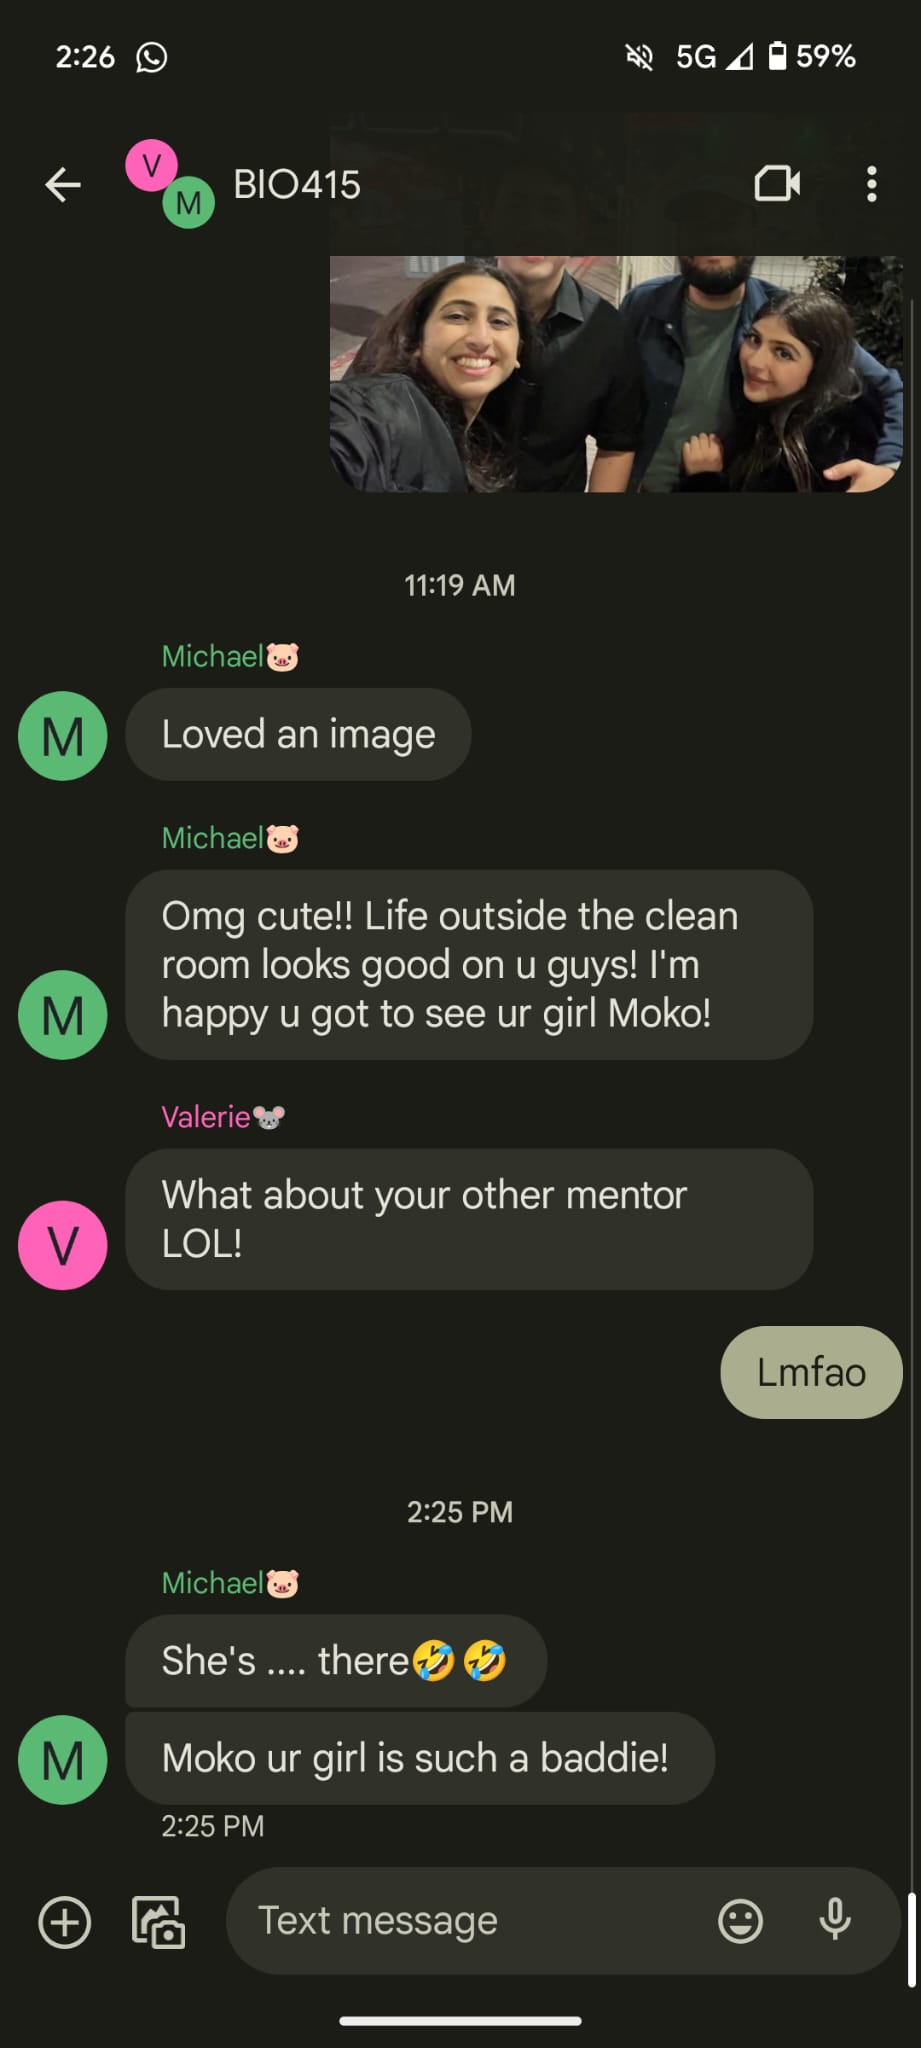 2:26 5G 59%
V
M BIO415
11:19 AM
Michael🐷
M Loved an image
Michael🐷
Omg cute!! Life outside the clean
room looks good on u guys! I'm
M happy u got to see ur girl Moko!
Valerie🐭
What about your other mentor
V LOL!
Lmfao
2:25 PM
Michael🐷
She's .... there🤣🤣
M Moko ur girl is such a baddie!
2:25 PM
Text message